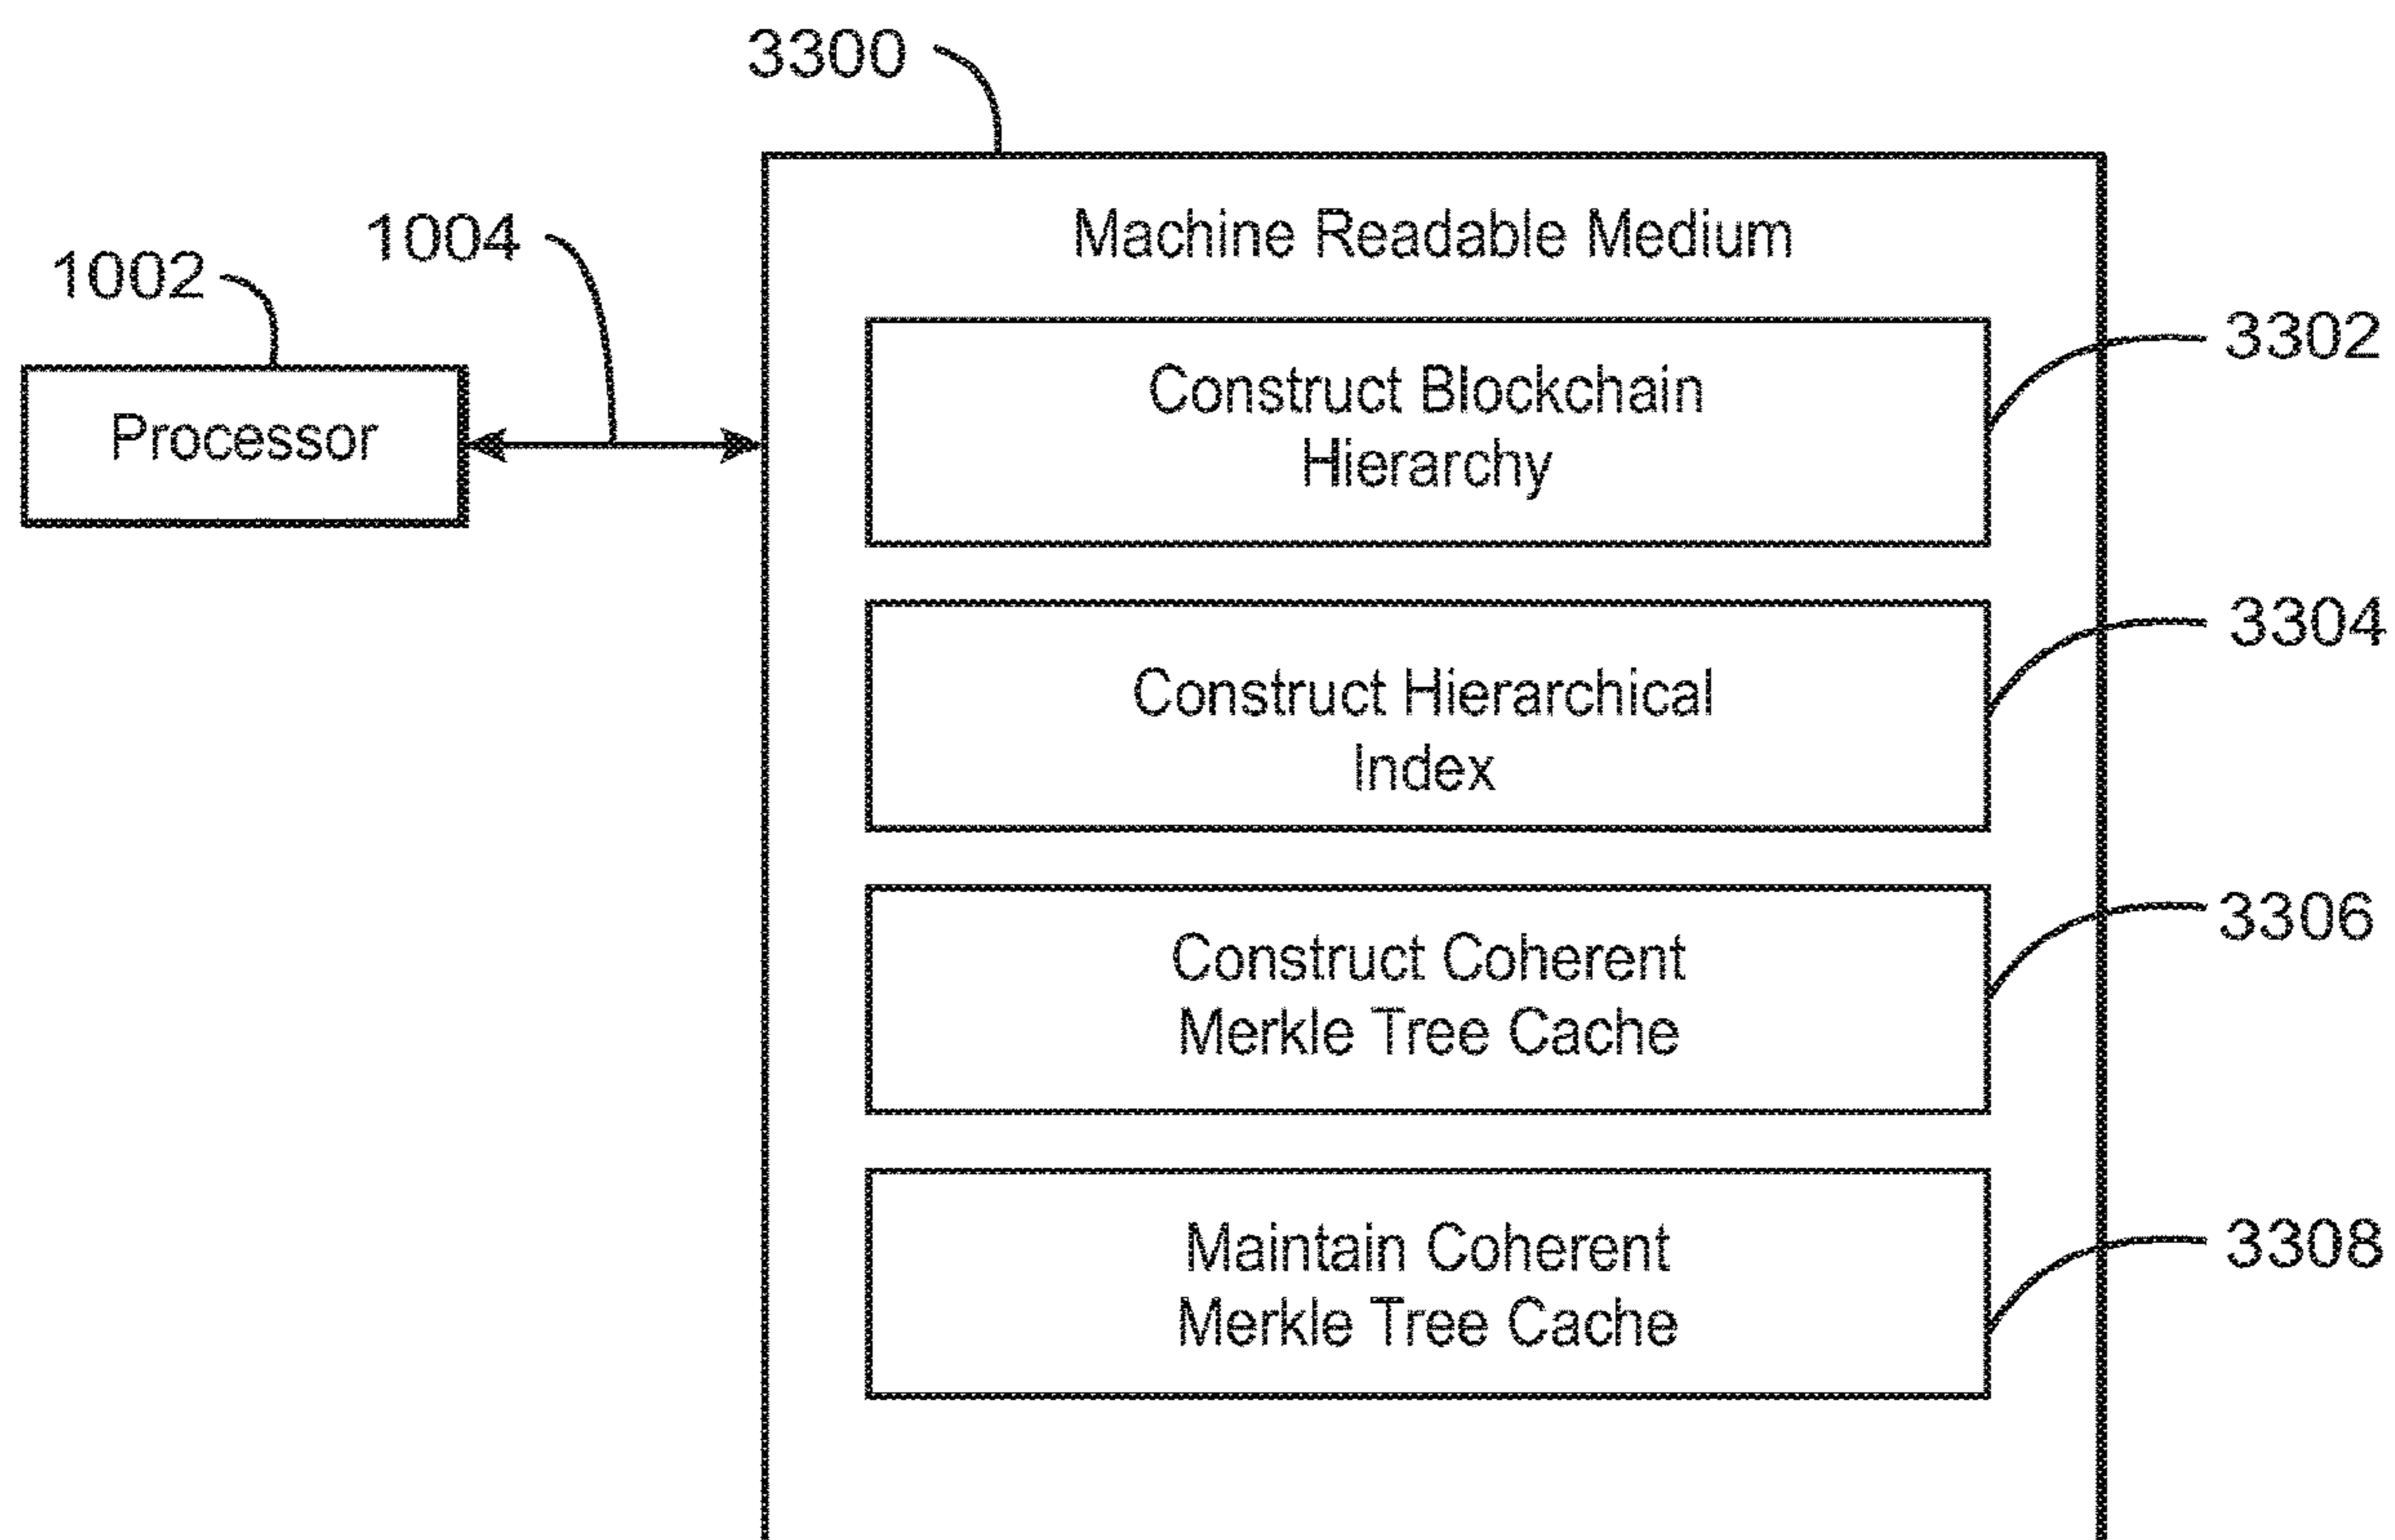 3300
1004
1002
Machine Readable Medium
Processor
Construct Blockchain
Hierarchy
3302
Construct Hierarchical
Index
3304
Construct Coherent
Merkle Tree Cache
3306
Maintain Coherent
Merkle Tree Cache
3308